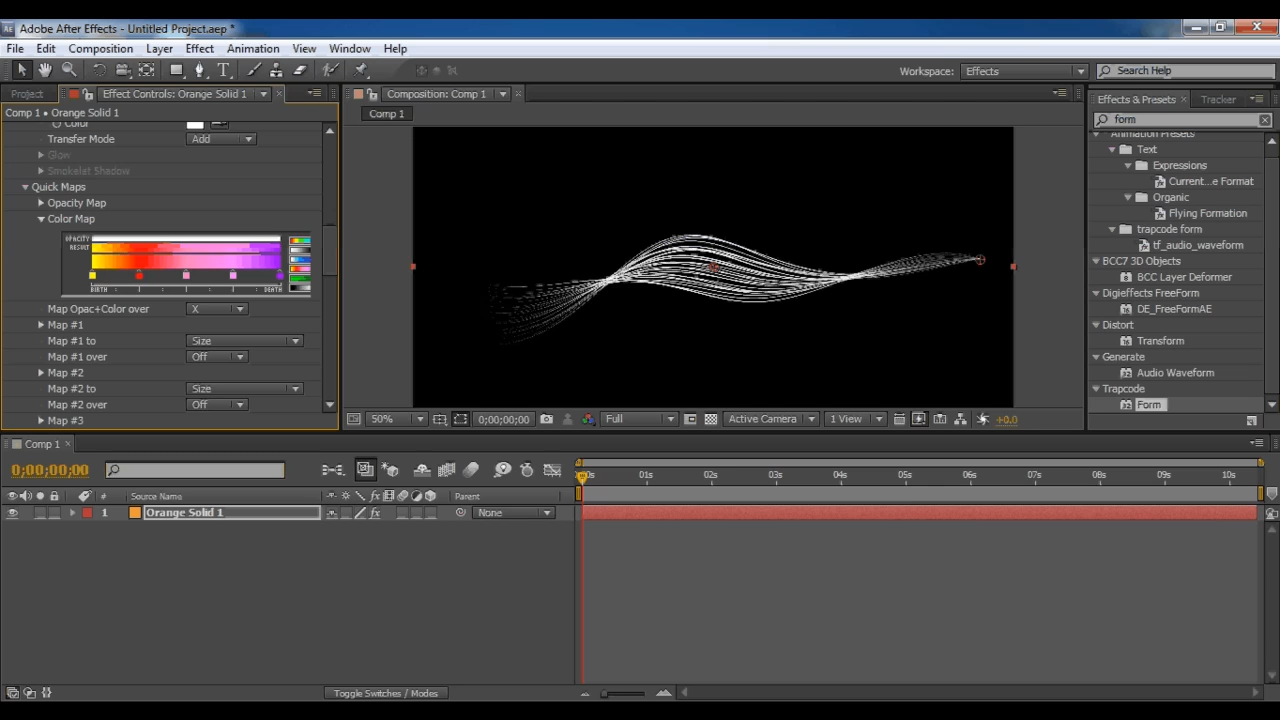 Adobe After Effects - Untitled Project.aep *
File Edit Composition Layer Effect Animation View Window Help
Workspace: Effects Search Help
Project Effect Controls: Orange Solid 1 Composition: Comp 1 Effects & Presets Tracker
Comp 1 • Orange Solid 1
Comp 1
form
Color
Transfer Mode Add
Glow
Smokelet Shadow
Quick Maps
Opacity Map
Color Map
OPACITY
RESULT
BIRTH DEATH
Map Opac+Color over X
Map #1
Map #1 to Size
Map #1 over Off
Map #2
Map #2 to Size
Map #2 over Off
Map #3
Animation Presets
Text
Expressions
Current...e Format
Organic
Flying Formation
trapcode form
tf_audio_waveform
BCC7 3D Objects
BCC Layer Deformer
Digieffects FreeForm
DE_FreeFormAE
Distort
Transform
Generate
Audio Waveform
Trapcode
Form
50% 0;00;00;00 Full Active Camera 1 View +0.0
Comp 1
0;00;00;00
0s 01s 02s 03s 04s 05s 06s 07s 08s 09s 10s
# Source Name Parent
1 Orange Solid 1 None
Toggle Switches / Modes